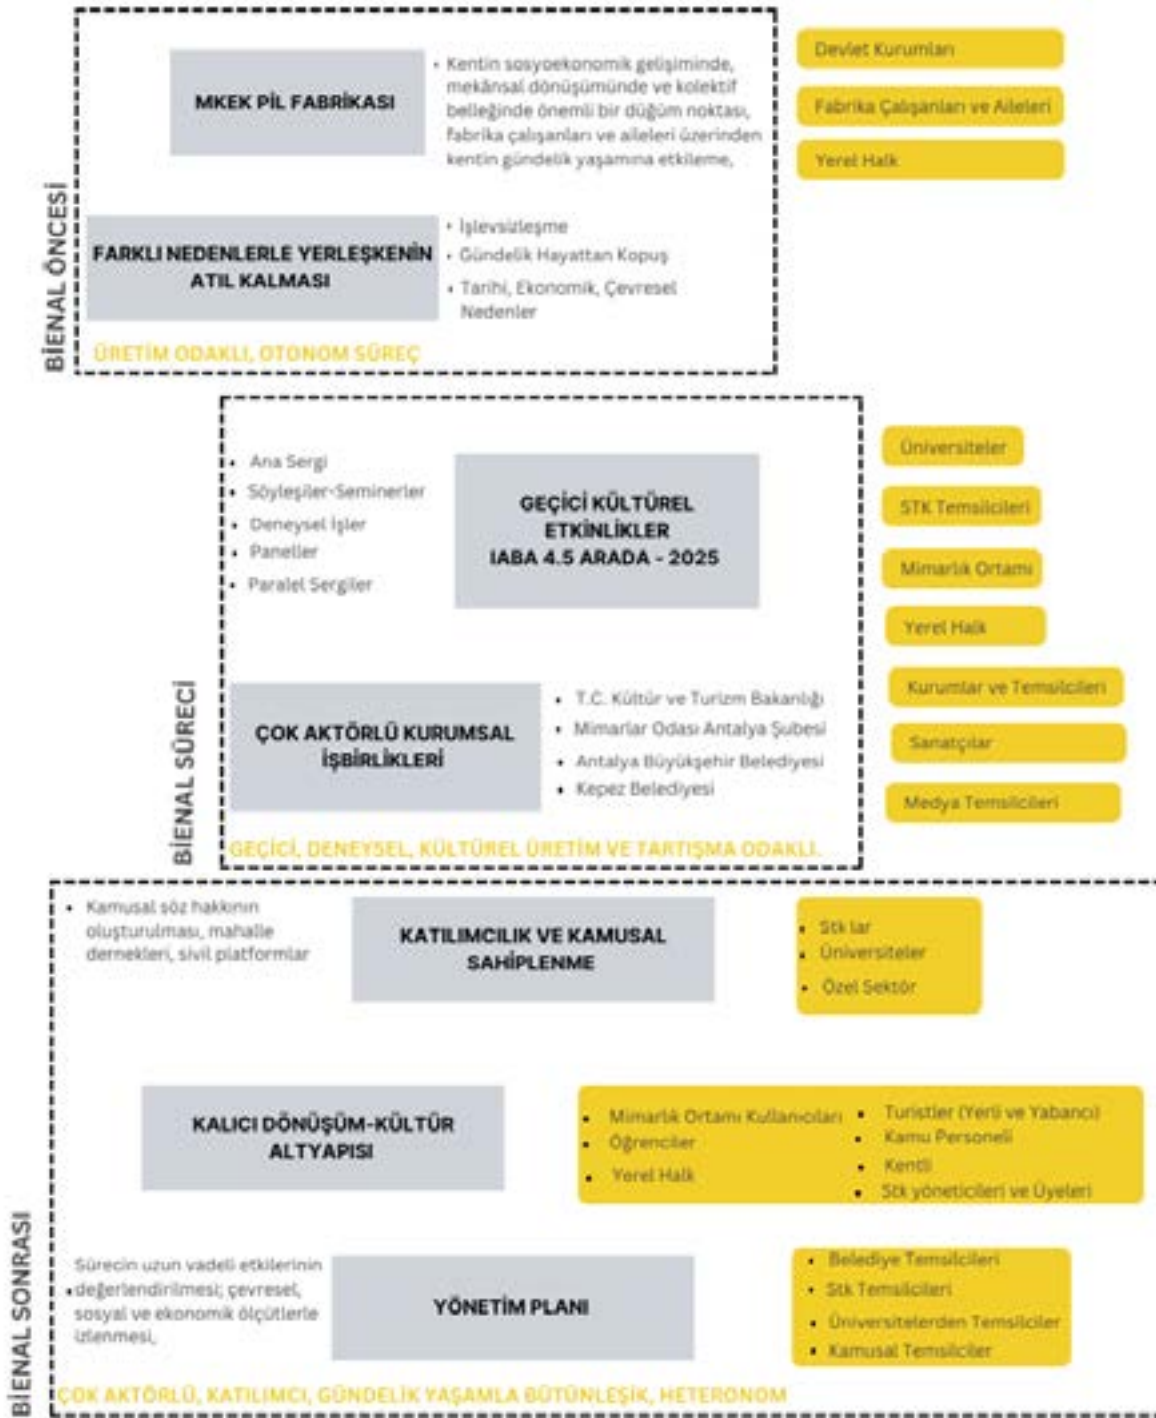 BİENAL ÖNCESİ
MKEK PİL FABRİKASI
• Kentin sosyoekonomik gelişiminde,
mekânsal dönüşümünde ve kolektif
belleğinde önemli bir düğüm noktası,
fabrika çalışanları ve aileleri üzerinden
kentin gündelik yaşamına etkileme,
Devlet Kurumları
Fabrika Çalışanları ve Aileleri
Yerel Halk
FARKLI NEDENLERLE YERLEŞKENİN
ATIL KALMASI
• İşlevsizleşme
• Gündelik Hayattan Kopuş
• Tarihi, Ekonomik, Çevresel
Nedenler
ÜRETİM ODAKLI, OTONOM SÜREÇ
BİENAL SÜRECİ
• Ana Sergi
• Söyleşiler-Seminerler
• Deneysel İşler
• Paneller
• Paralel Sergiler
GEÇİCİ KÜLTÜREL
ETKİNLİKLER
IABA 4.5 ARADA - 2025
Üniversiteler
STK Temsilcileri
Mimarlık Ortamı
Yerel Halk
Kurumlar ve Temsilcileri
Sanatçılar
Medya Temsilcileri
ÇOK AKTÖRLÜ KURUMSAL
İŞBİRLİKLERİ
• T.C. Kültür ve Turizm Bakanlığı
• Mimarlar Odası Antalya Şubesi
• Antalya Büyükşehir Belediyesi
• Kepez Belediyesi
GEÇİCİ, DENEYSEL, KÜLTÜREL ÜRETİM VE TARTIŞMA ODAKLI.
BİENAL SONRASI
• Kamusal söz hakkının
oluşturulması, mahalle
dernekleri, sivil platformlar
KATILIMCILIK VE KAMUSAL
SAHİPLENME
• Stk lar
• Üniversiteler
• Özel Sektör
KALICI DÖNÜŞÜM-KÜLTÜR
ALTYAPISI
• Mimarlık Ortamı Kullanıcıları
• Öğrenciler
• Yerel Halk
• Turistler (Yerli ve Yabancı)
• Kamu Personeli
• Kentli
• Stk yöneticileri ve Üyeleri
Sürecin uzun vadeli etkilerinin
• değerlendirilmesi; çevresel,
sosyal ve ekonomik ölçütlerle
izlenmesi,
YÖNETİM PLANI
• Belediye Temsilcileri
• Stk Temsilcileri
• Üniversitelerden Temsilciler
• Kamusal Temsilciler
ÇOK AKTÖRLÜ, KATILIMCI, GÜNDELİK YAŞAMLA BÜTÜNLEŞİK, HETERONOM